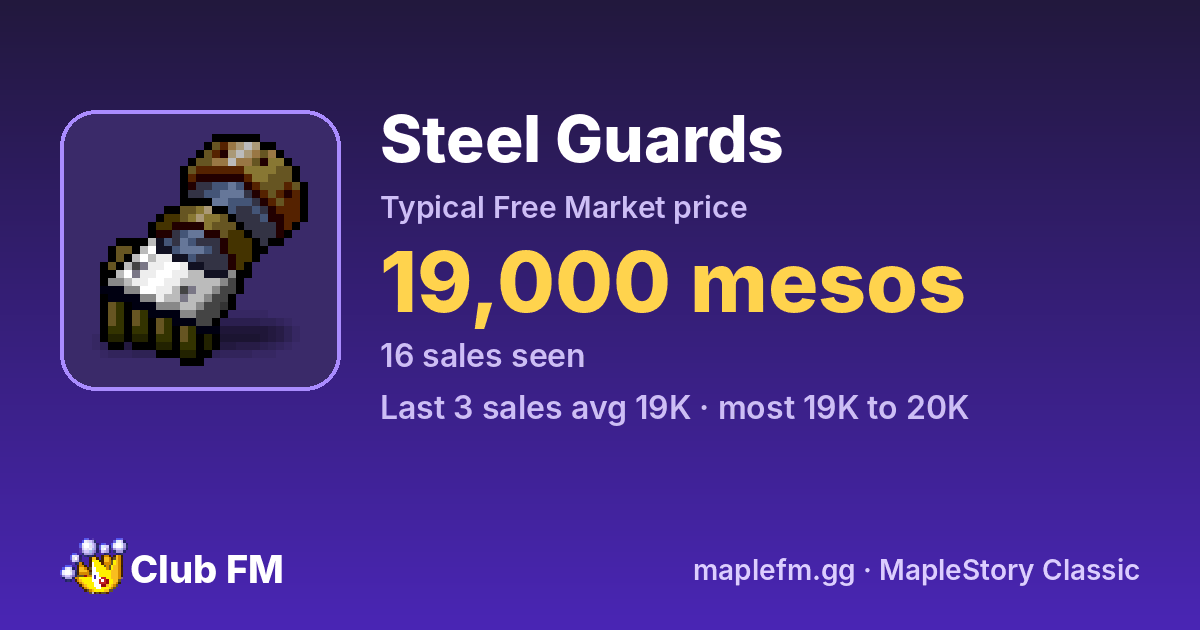 Steel Guards
Typical Free Market price
19,000 mesos
16 sales seen
Last 3 sales avg 19K · most 19K to 20K
Club FM
maplefm.gg · MapleStory Classic